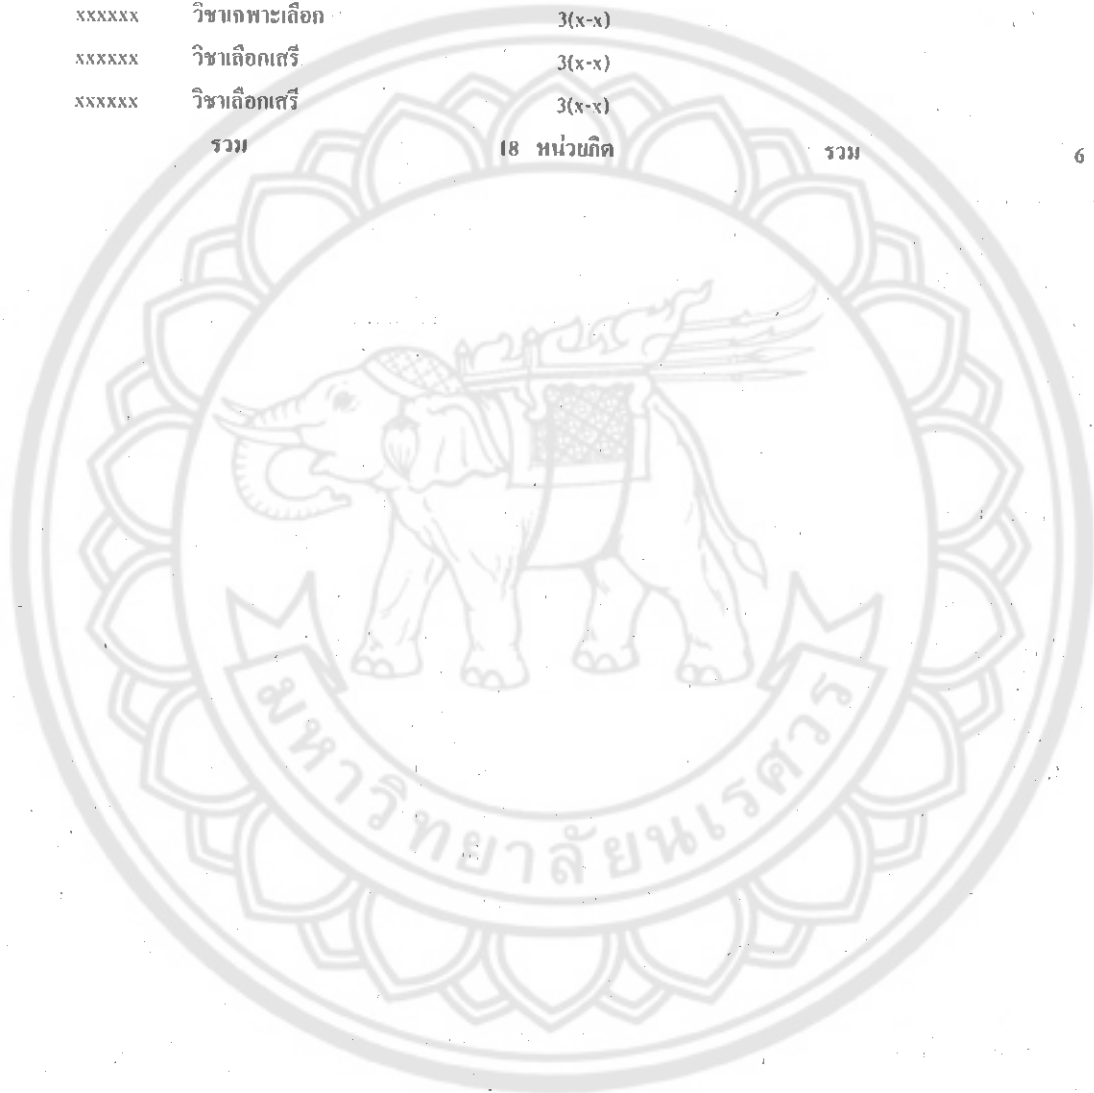 xxxxxx วิชาเฉพาะเลือก 3(x-x)
xxxxxx วิชาเลือกเสรี 3(x-x)
xxxxxx วิชาเลือกเสรี 3(x-x)
รวม 18 หน่วยกิต รวม 6
มหาวิทยาลัยนเรศวร